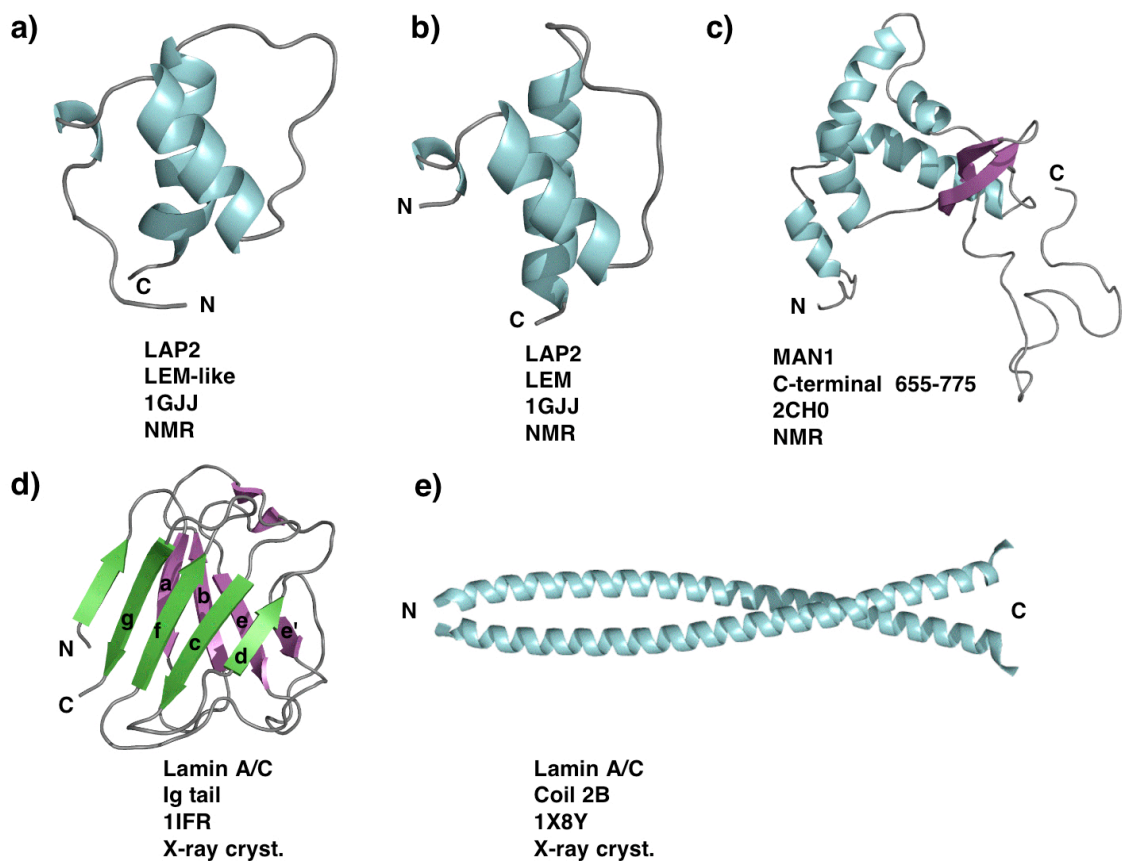 a)
C
N
LAP2
LEM-like
1GJJ
NMR
b)
N
C
LAP2
LEM
1GJJ
NMR
c)
C
N
MAN1
C-terminal 655-775
2CH0
NMR
d)
a
b
g
f
e
e'
c
d
N
C
Lamin A/C
Ig tail
1IFR
X-ray cryst.
e)
N
C
Lamin A/C
Coil 2B
1X8Y
X-ray cryst.